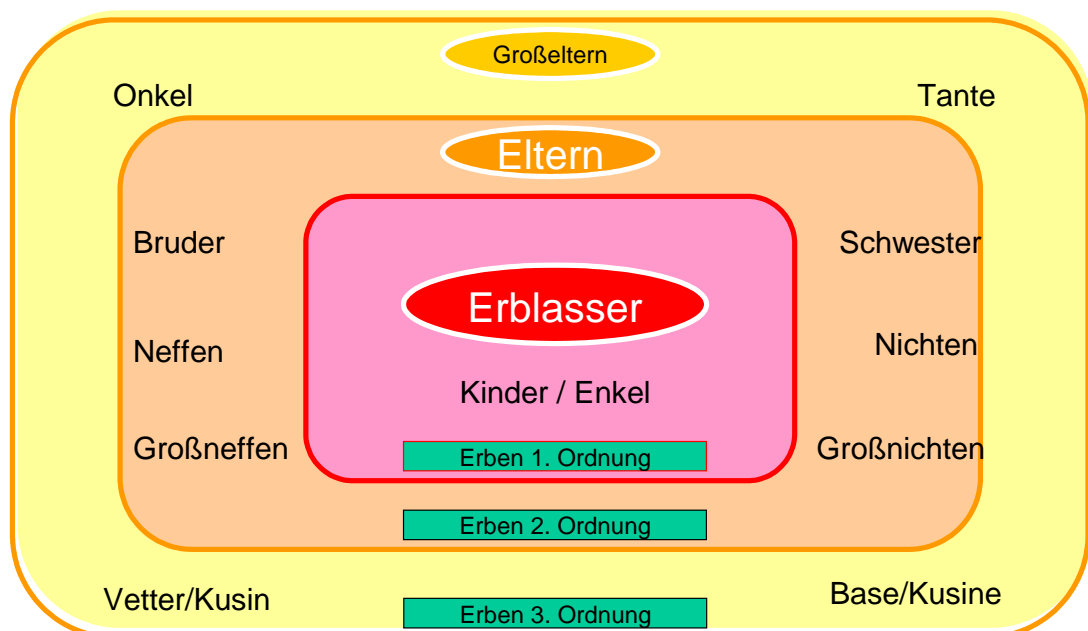 Großeltern
Onkel
Tante
Eltern
Bruder
Schwester
Erblasser
Neffen
Nichten
Kinder / Enkel
Großneffen
Erben 1. Ordnung
Großnichten
Erben 2. Ordnung
Vetter/Kusin
Base/Kusine
Erben 3. Ordnung